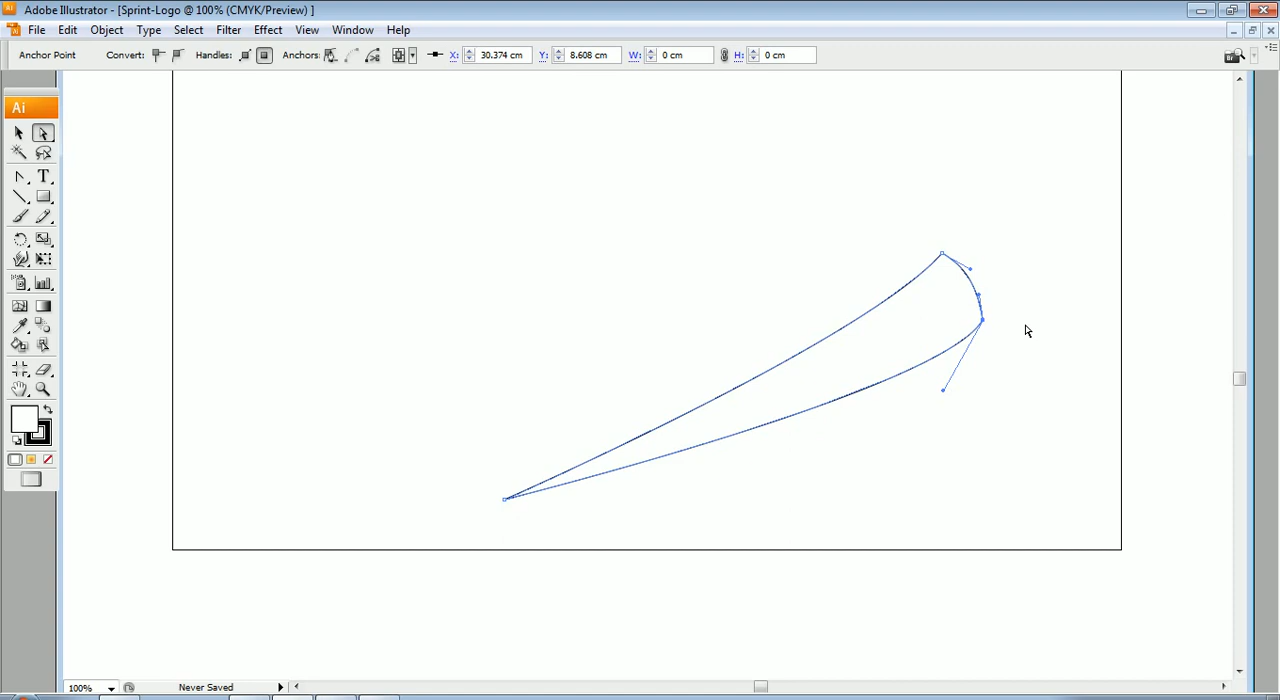 Adobe Illustrator - [Sprint-Logo @ 100% (CMYK/Preview) ]
File Edit Object Type Select Filter Effect View Window Help
Anchor Point Convert: Handles: Anchors: X: 30.374 cm Y: 8.608 cm W: 0 cm H: 0 cm
Br
Ai
T
100% Never Saved